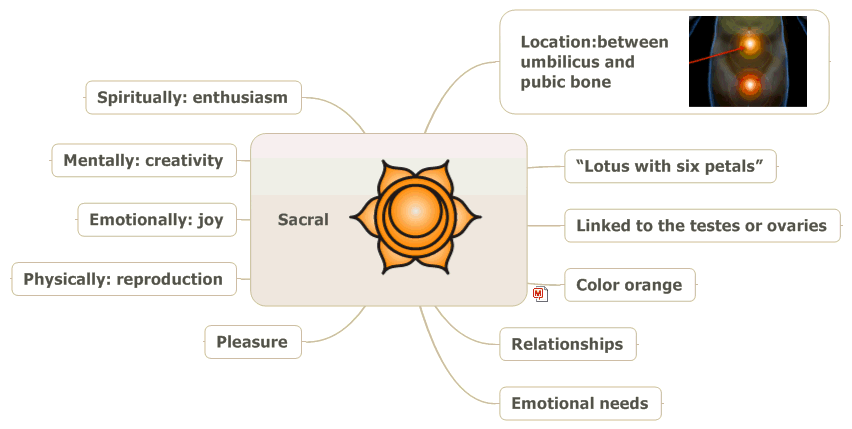 Location:between
umbilicus and
pubic bone
Spiritually: enthusiasm
Mentally: creativity
“Lotus with six petals”
Emotionally: joy
Sacral
Linked to the testes or ovaries
Physically: reproduction
Color orange
M
Pleasure
Relationships
Emotional needs